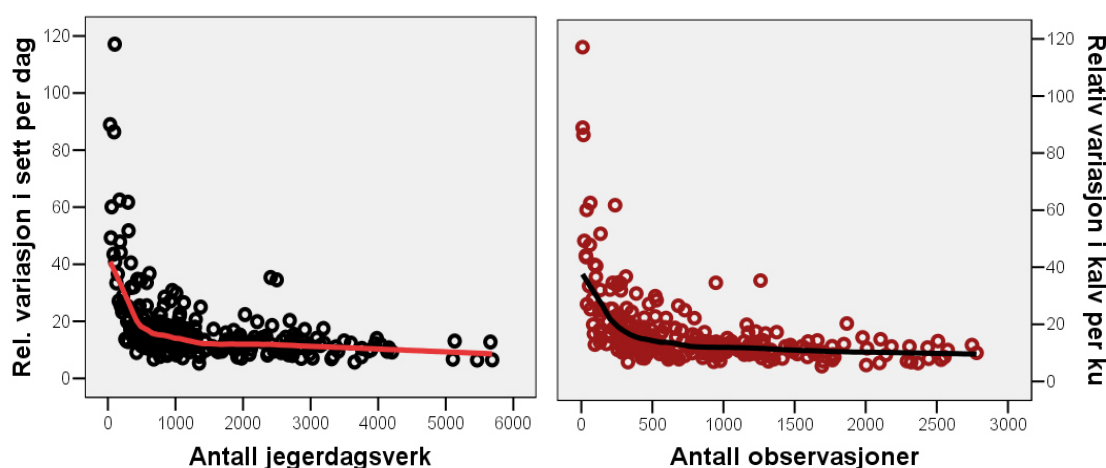 Rel. variasjon i sett per dag
120
100
80
60
40
20
0
0 1000 2000 3000 4000 5000 6000
Antall jegerdagsverk
120
100
80
60
40
20
0
Relativ variasjon i kalv per ku
0 500 1000 1500 2000 2500 3000
Antall observasjoner